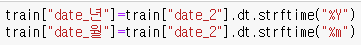 train["date_년"]=train["date_2"].dt.strftime("%Y")
train["date_월"]=train["date_2"].dt.strftime("%m")